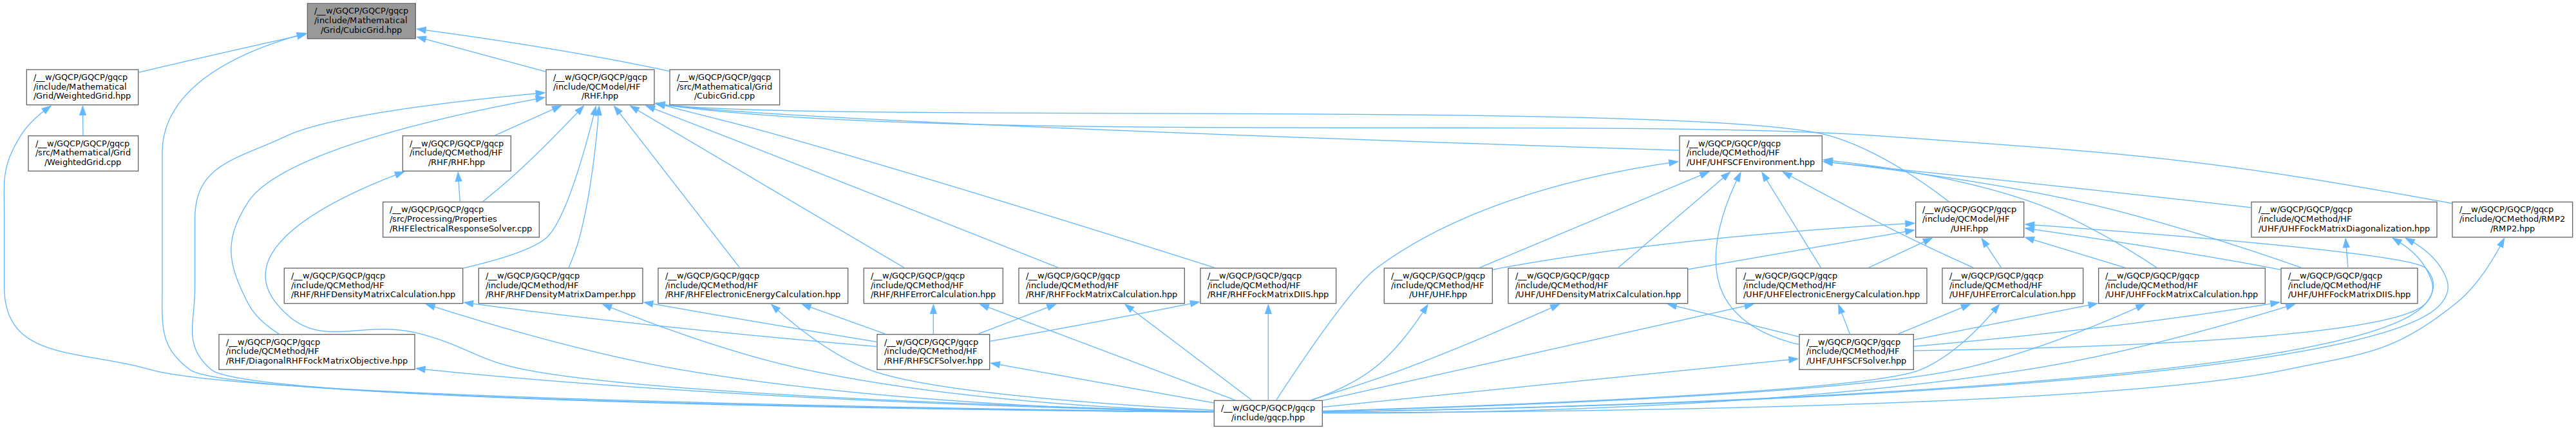 /__w/GQCP/GQCP/gqcp
/include/Mathematical
/Grid/CubicGrid.hpp
/__w/GQCP/GQCP/gqcp
/include/Mathematical
/Grid/WeightedGrid.hpp
/__w/GQCP/GQCP/gqcp
/include/QCModel/HF
/RHF.hpp
/__w/GQCP/GQCP/gqcp
/src/Mathematical/Grid
/CubicGrid.cpp
/__w/GQCP/GQCP/gqcp
/src/Mathematical/Grid
/WeightedGrid.cpp
/__w/GQCP/GQCP/gqcp
/include/QCMethod/HF
/RHF/RHF.hpp
/__w/GQCP/GQCP/gqcp
/include/QCMethod/HF
/UHF/UHFSCFEnvironment.hpp
/__w/GQCP/GQCP/gqcp
/src/Processing/Properties
/RHFElectricalResponseSolver.cpp
/__w/GQCP/GQCP/gqcp
/include/QCModel/HF
/UHF.hpp
/__w/GQCP/GQCP/gqcp
/include/QCMethod/HF
/UHF/UHFFockMatrixDiagonalization.hpp
/__w/GQCP/GQCP/gqcp
/include/QCMethod/RMP2
/RMP2.hpp
/__w/GQCP/GQCP/gqcp
/include/QCMethod/HF
/RHF/RHFDensityMatrixCalculation.hpp
/__w/GQCP/GQCP/gqcp
/include/QCMethod/HF
/RHF/RHFDensityMatrixDamper.hpp
/__w/GQCP/GQCP/gqcp
/include/QCMethod/HF
/RHF/RHFElectronicEnergyCalculation.hpp
/__w/GQCP/GQCP/gqcp
/include/QCMethod/HF
/RHF/RHFErrorCalculation.hpp
/__w/GQCP/GQCP/gqcp
/include/QCMethod/HF
/RHF/RHFFockMatrixCalculation.hpp
/__w/GQCP/GQCP/gqcp
/include/QCMethod/HF
/RHF/RHFFockMatrixDIIS.hpp
/__w/GQCP/GQCP/gqcp
/include/QCMethod/HF
/UHF/UHF.hpp
/__w/GQCP/GQCP/gqcp
/include/QCMethod/HF
/UHF/UHFDensityMatrixCalculation.hpp
/__w/GQCP/GQCP/gqcp
/include/QCMethod/HF
/UHF/UHFElectronicEnergyCalculation.hpp
/__w/GQCP/GQCP/gqcp
/include/QCMethod/HF
/UHF/UHFErrorCalculation.hpp
/__w/GQCP/GQCP/gqcp
/include/QCMethod/HF
/UHF/UHFFockMatrixCalculation.hpp
/__w/GQCP/GQCP/gqcp
/include/QCMethod/HF
/UHF/UHFFockMatrixDIIS.hpp
/__w/GQCP/GQCP/gqcp
/include/QCMethod/HF
/RHF/DiagonalRHFFockMatrixObjective.hpp
/__w/GQCP/GQCP/gqcp
/include/QCMethod/HF
/RHF/RHFSCFSolver.hpp
/__w/GQCP/GQCP/gqcp
/include/QCMethod/HF
/UHF/UHFSCFSolver.hpp
/__w/GQCP/GQCP/gqcp
/include/gqcp.hpp